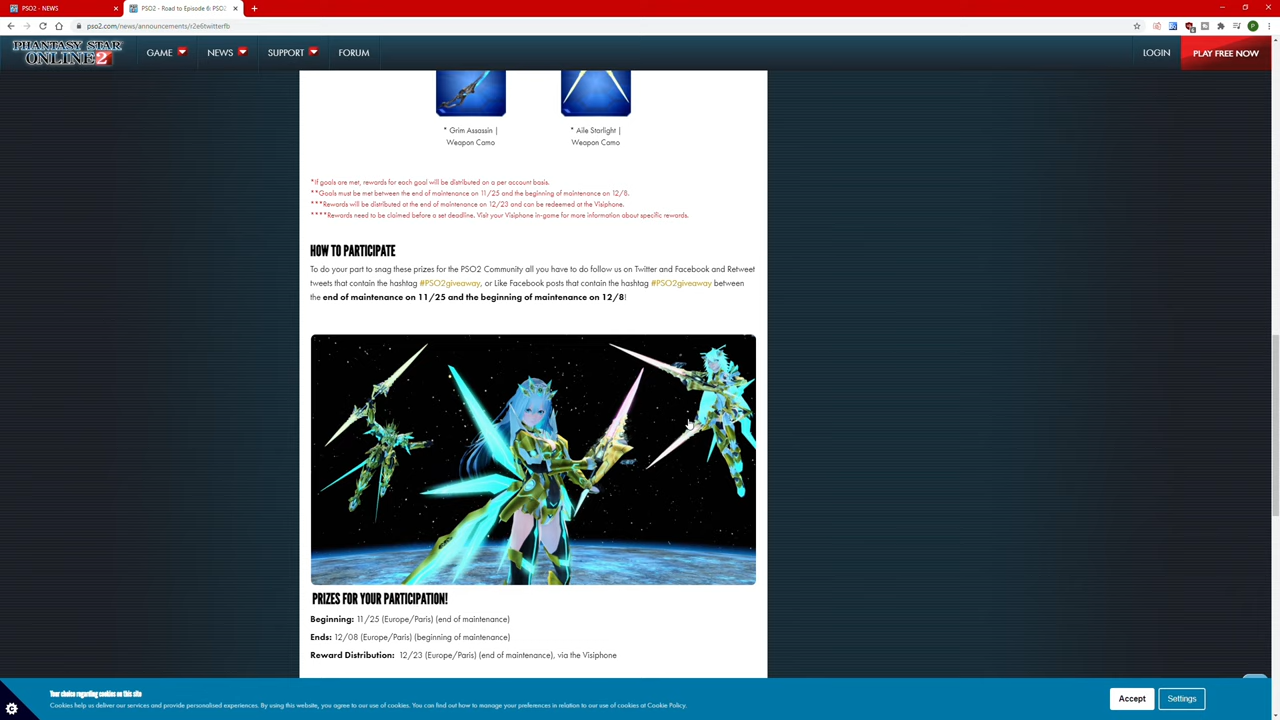 PSO2 - NEWS
PSO2 - Road to Episode 6: PSO2
pso2.com/news/announcements/r2e6twitterfb
PHANTASY STAR
ONLINE 2
GAME
NEWS
SUPPORT
FORUM
LOGIN
PLAY FREE NOW
* Grim Assassin |
Weapon Camo
* Aile Starlight |
Weapon Camo
*If goals are met, rewards for each goal will be distributed on a per account basis.
**Goals must be met between the end of maintenance on 11/25 and the beginning of maintenance on 12/8.
***Rewards will be distributed at the end of maintenance on 12/23 and can be redeemed at the Visiphone.
****Rewards need to be claimed before a set deadline. Visit your Visiphone in-game for more information about specific rewards.
HOW TO PARTICIPATE
To do your part to snag these prizes for the PSO2 Community all you have to do follow us on Twitter and Facebook and Retweet
tweets that contain the hashtag #PSO2giveaway, or Like Facebook posts that contain the hashtag #PSO2giveaway between
the end of maintenance on 11/25 and the beginning of maintenance on 12/8!
PRIZES FOR YOUR PARTICIPATION!
Beginning: 11/25 (Europe/Paris) (end of maintenance)
Ends: 12/08 (Europe/Paris) (beginning of maintenance)
Reward Distribution: 12/23 (Europe/Paris) (end of maintenance), via the Visiphone
Your choice regarding cookies on this site
Cookies help us deliver our services and provide personalised experiences. By using this website, you agree to our use of cookies. You can find out how to manage your preferences in relation to our use of cookies at Cookie Policy.
Accept
Settings